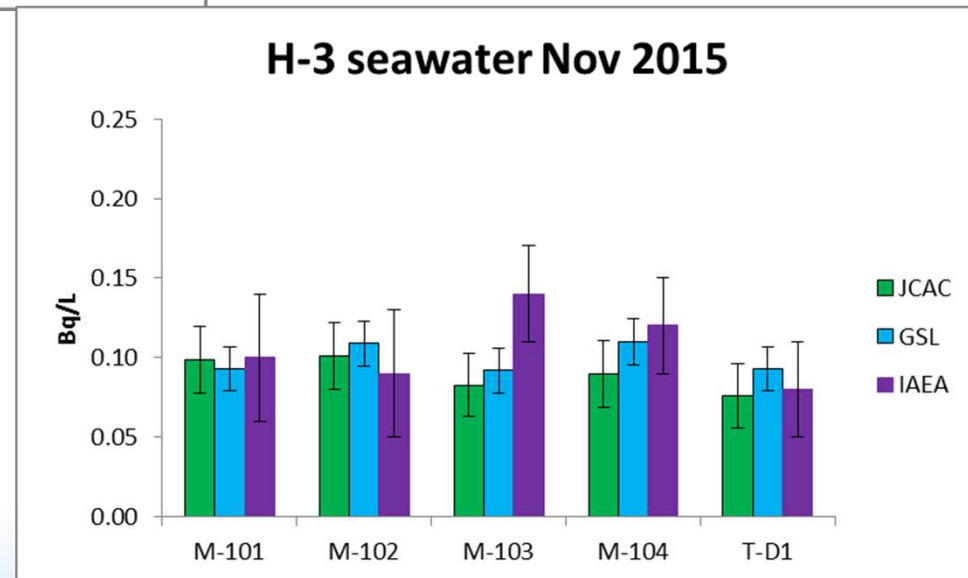 H-3 seawater Nov 2015
Bq/L
0.25
0.20
0.15
0.10
0.05
0.00
M-101 M-102 M-103 M-104 T-D1
JCAC
GSL
IAEA